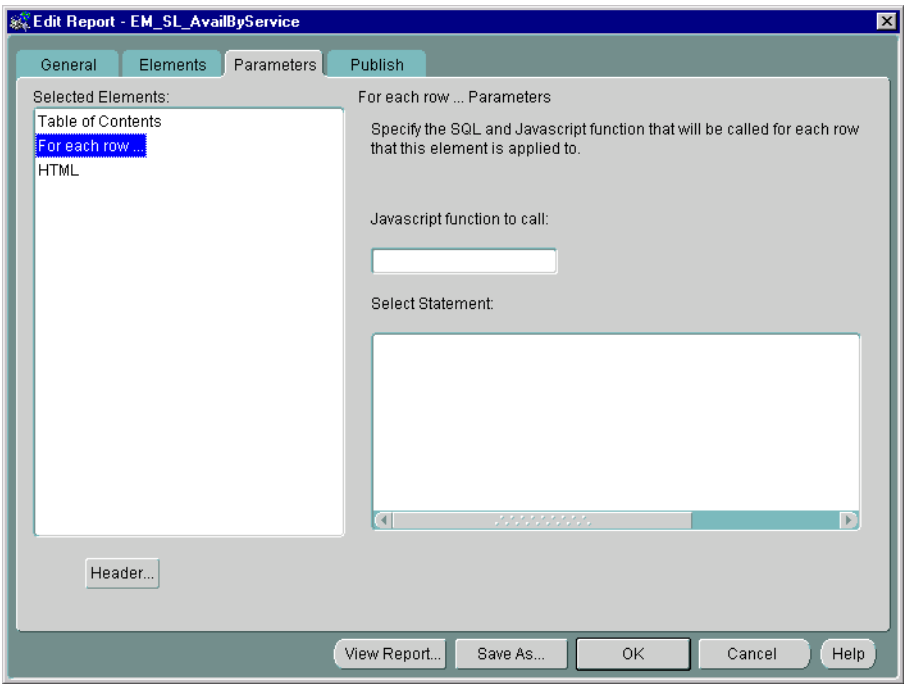 Edit Report - EM_SL_AvailByService
General
Elements
Parameters
Publish
Selected Elements:
Table of Contents
For each row ...
HTML
Header...
For each row ... Parameters
Specify the SQL and Javascript function that will be called for each row
that this element is applied to.
Javascript function to call:
Select Statement:
View Report...
Save As...
OK
Cancel
Help